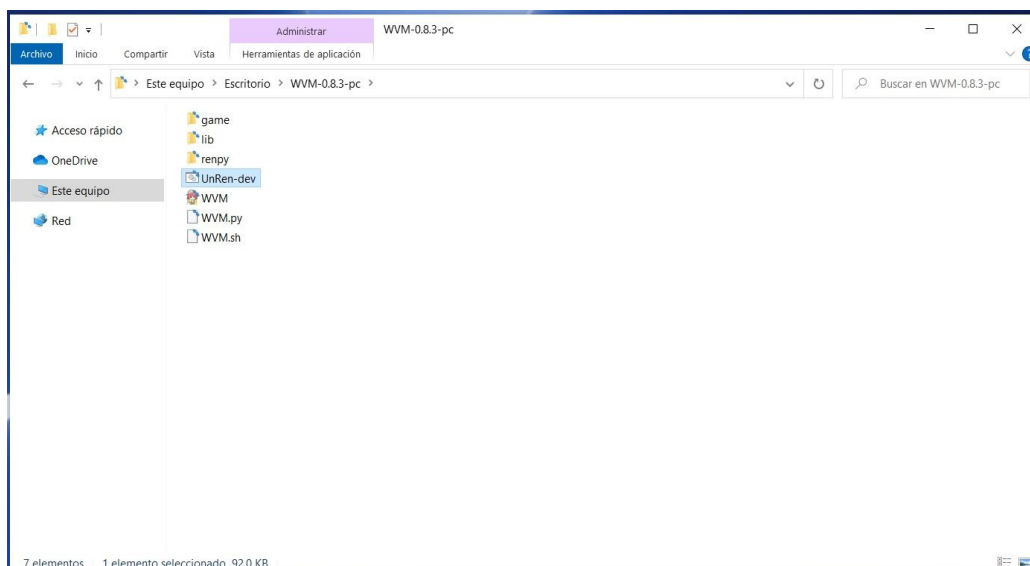 Administrar
WVM-0.8.3-pc
Archivo Inicio Compartir Vista Herramientas de aplicación
Este equipo > Escritorio > WVM-0.8.3-pc >
Buscar en WVM-0.8.3-pc
Acceso rápido
OneDrive
Este equipo
Red
game
lib
renpy
UnRen-dev
WVM
WVM.py
WVM.sh
7 elementos 1 elemento seleccionado 92,0 KB